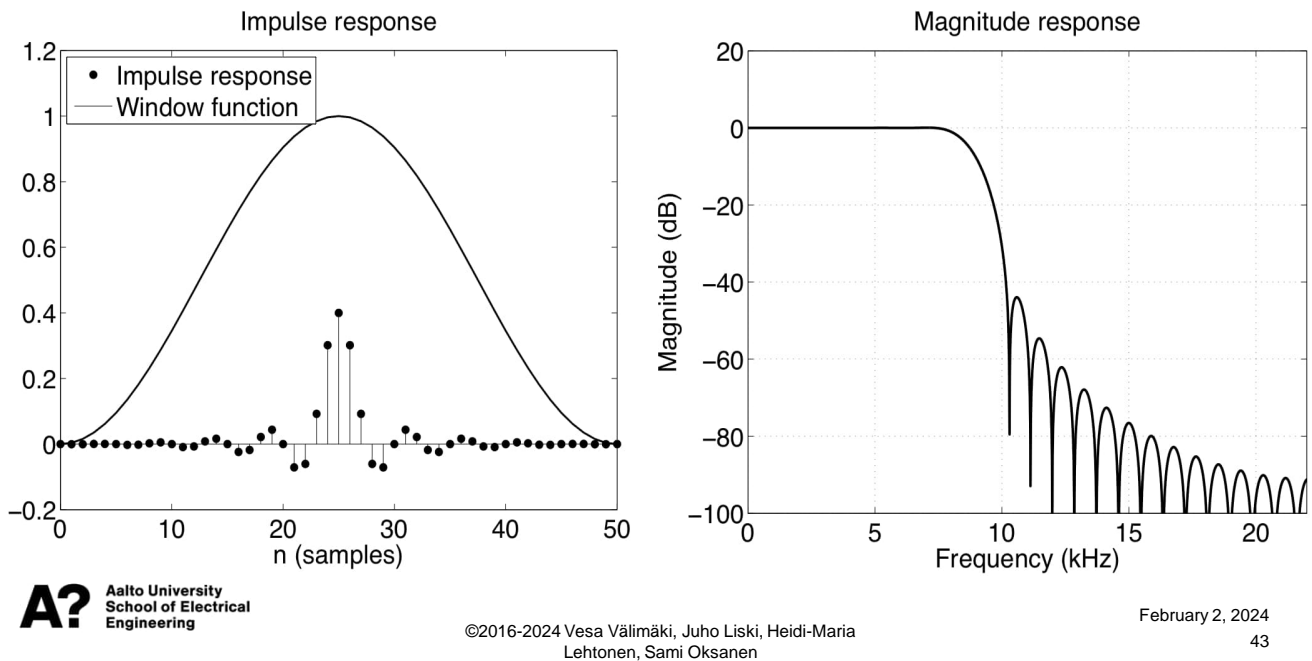 Impulse response
1.2
1
0.8
0.6
0.4
0.2
0
−0.2
0
10
20
30
40
50
n (samples)
Impulse response
Window function
Magnitude response
20
0
−20
−40
−60
−80
−100
0
5
10
15
20
Magnitude (dB)
Frequency (kHz)
A?
Aalto University
School of Electrical
Engineering
©2016-2024 Vesa Välimäki, Juho Liski, Heidi-Maria
Lehtonen, Sami Oksanen
February 2, 2024
43